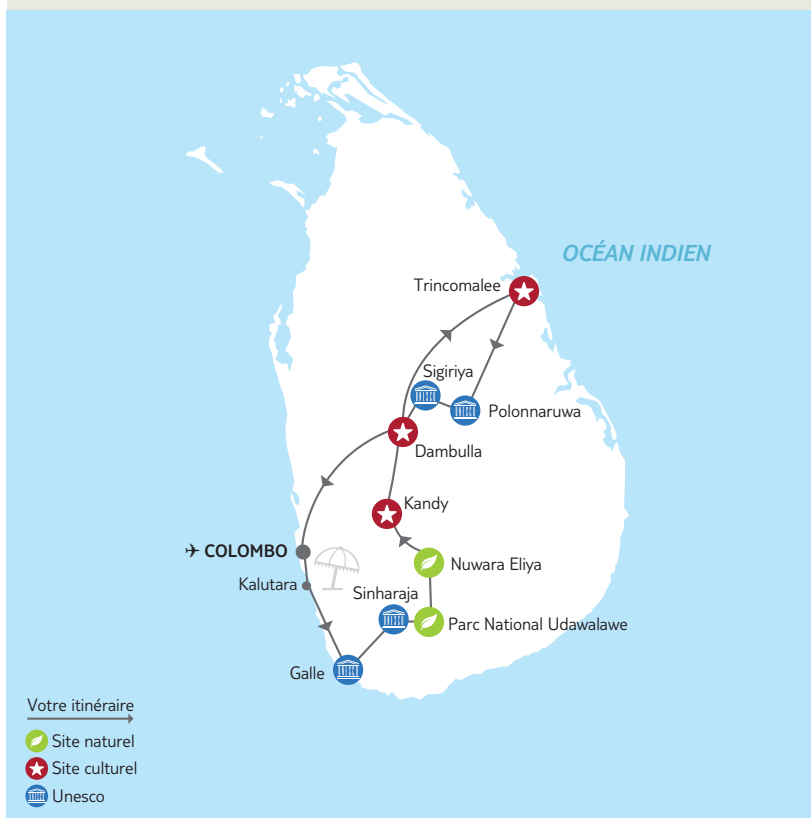 OCÉAN INDIEN
Trincomalee
Sigiriya
Polonnaruwa
Dambulla
Kandy
COLOMBO
Nuwara Eliya
Kalutara
Sinharaja
Parc National Udawalawe
Galle
Votre itinéraire
Site naturel
Site culturel
Unesco